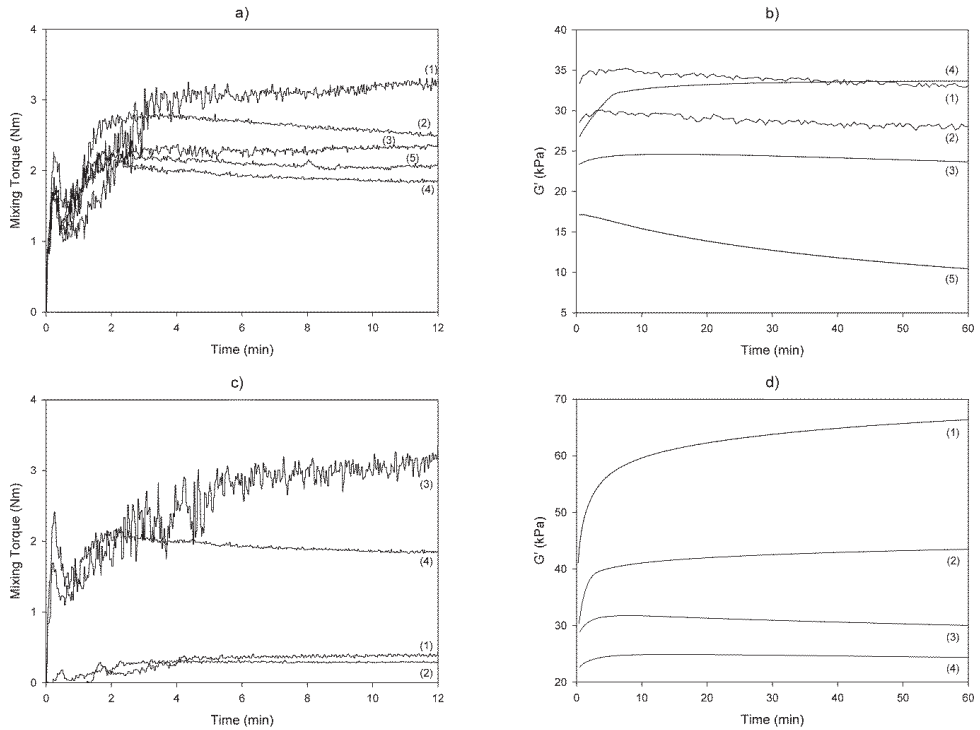 a)
4
3
2
1
0
Mixing Torque (Nm)
(1)
(2)
(3)
(5)
(4)
0 2 4 6 8 10 12
Time (min)
b)
40
35
30
25
20
15
10
5
G' (kPa)
(4)
(1)
(2)
(3)
(5)
0 10 20 30 40 50 60
Time (min)
c)
4
3
2
1
0
Mixing Torque (Nm)
(3)
(4)
(1)
(2)
0 2 4 6 8 10 12
Time (min)
d)
70
60
50
40
30
20
G' (kPa)
(1)
(2)
(3)
(4)
0 10 20 30 40 50 60
Time (min)